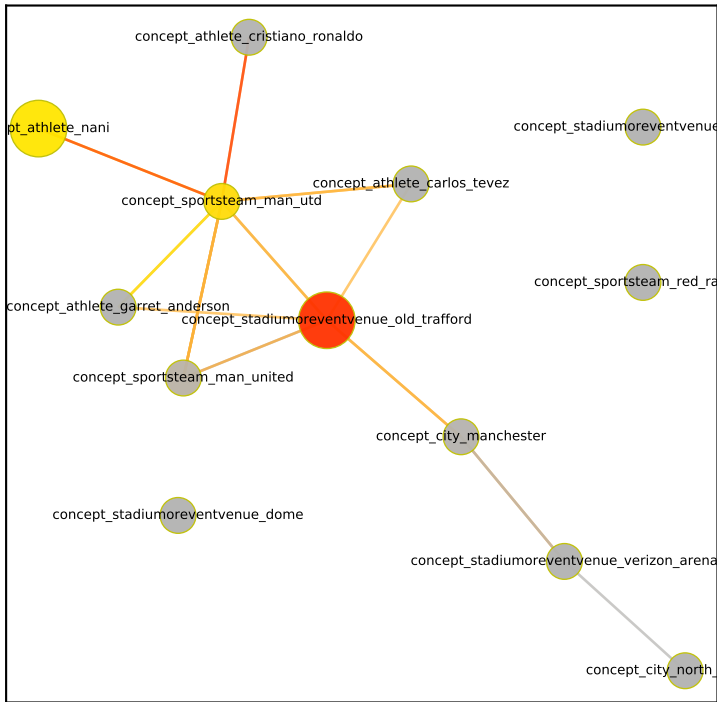 concept_athlete_cristiano_ronaldo
pt_athlete_nani
concept_stadiumoreventvenue
concept_athlete_carlos_tevez
concept_sportsteam_man_utd
concept_sportsteam_red_ra
concept_athlete_garret_anderson
concept_stadiumoreventvenue_old_trafford
concept_sportsteam_man_united
concept_city_manchester
concept_stadiumoreventvenue_dome
concept_stadiumoreventvenue_verizon_arena
concept_city_north_